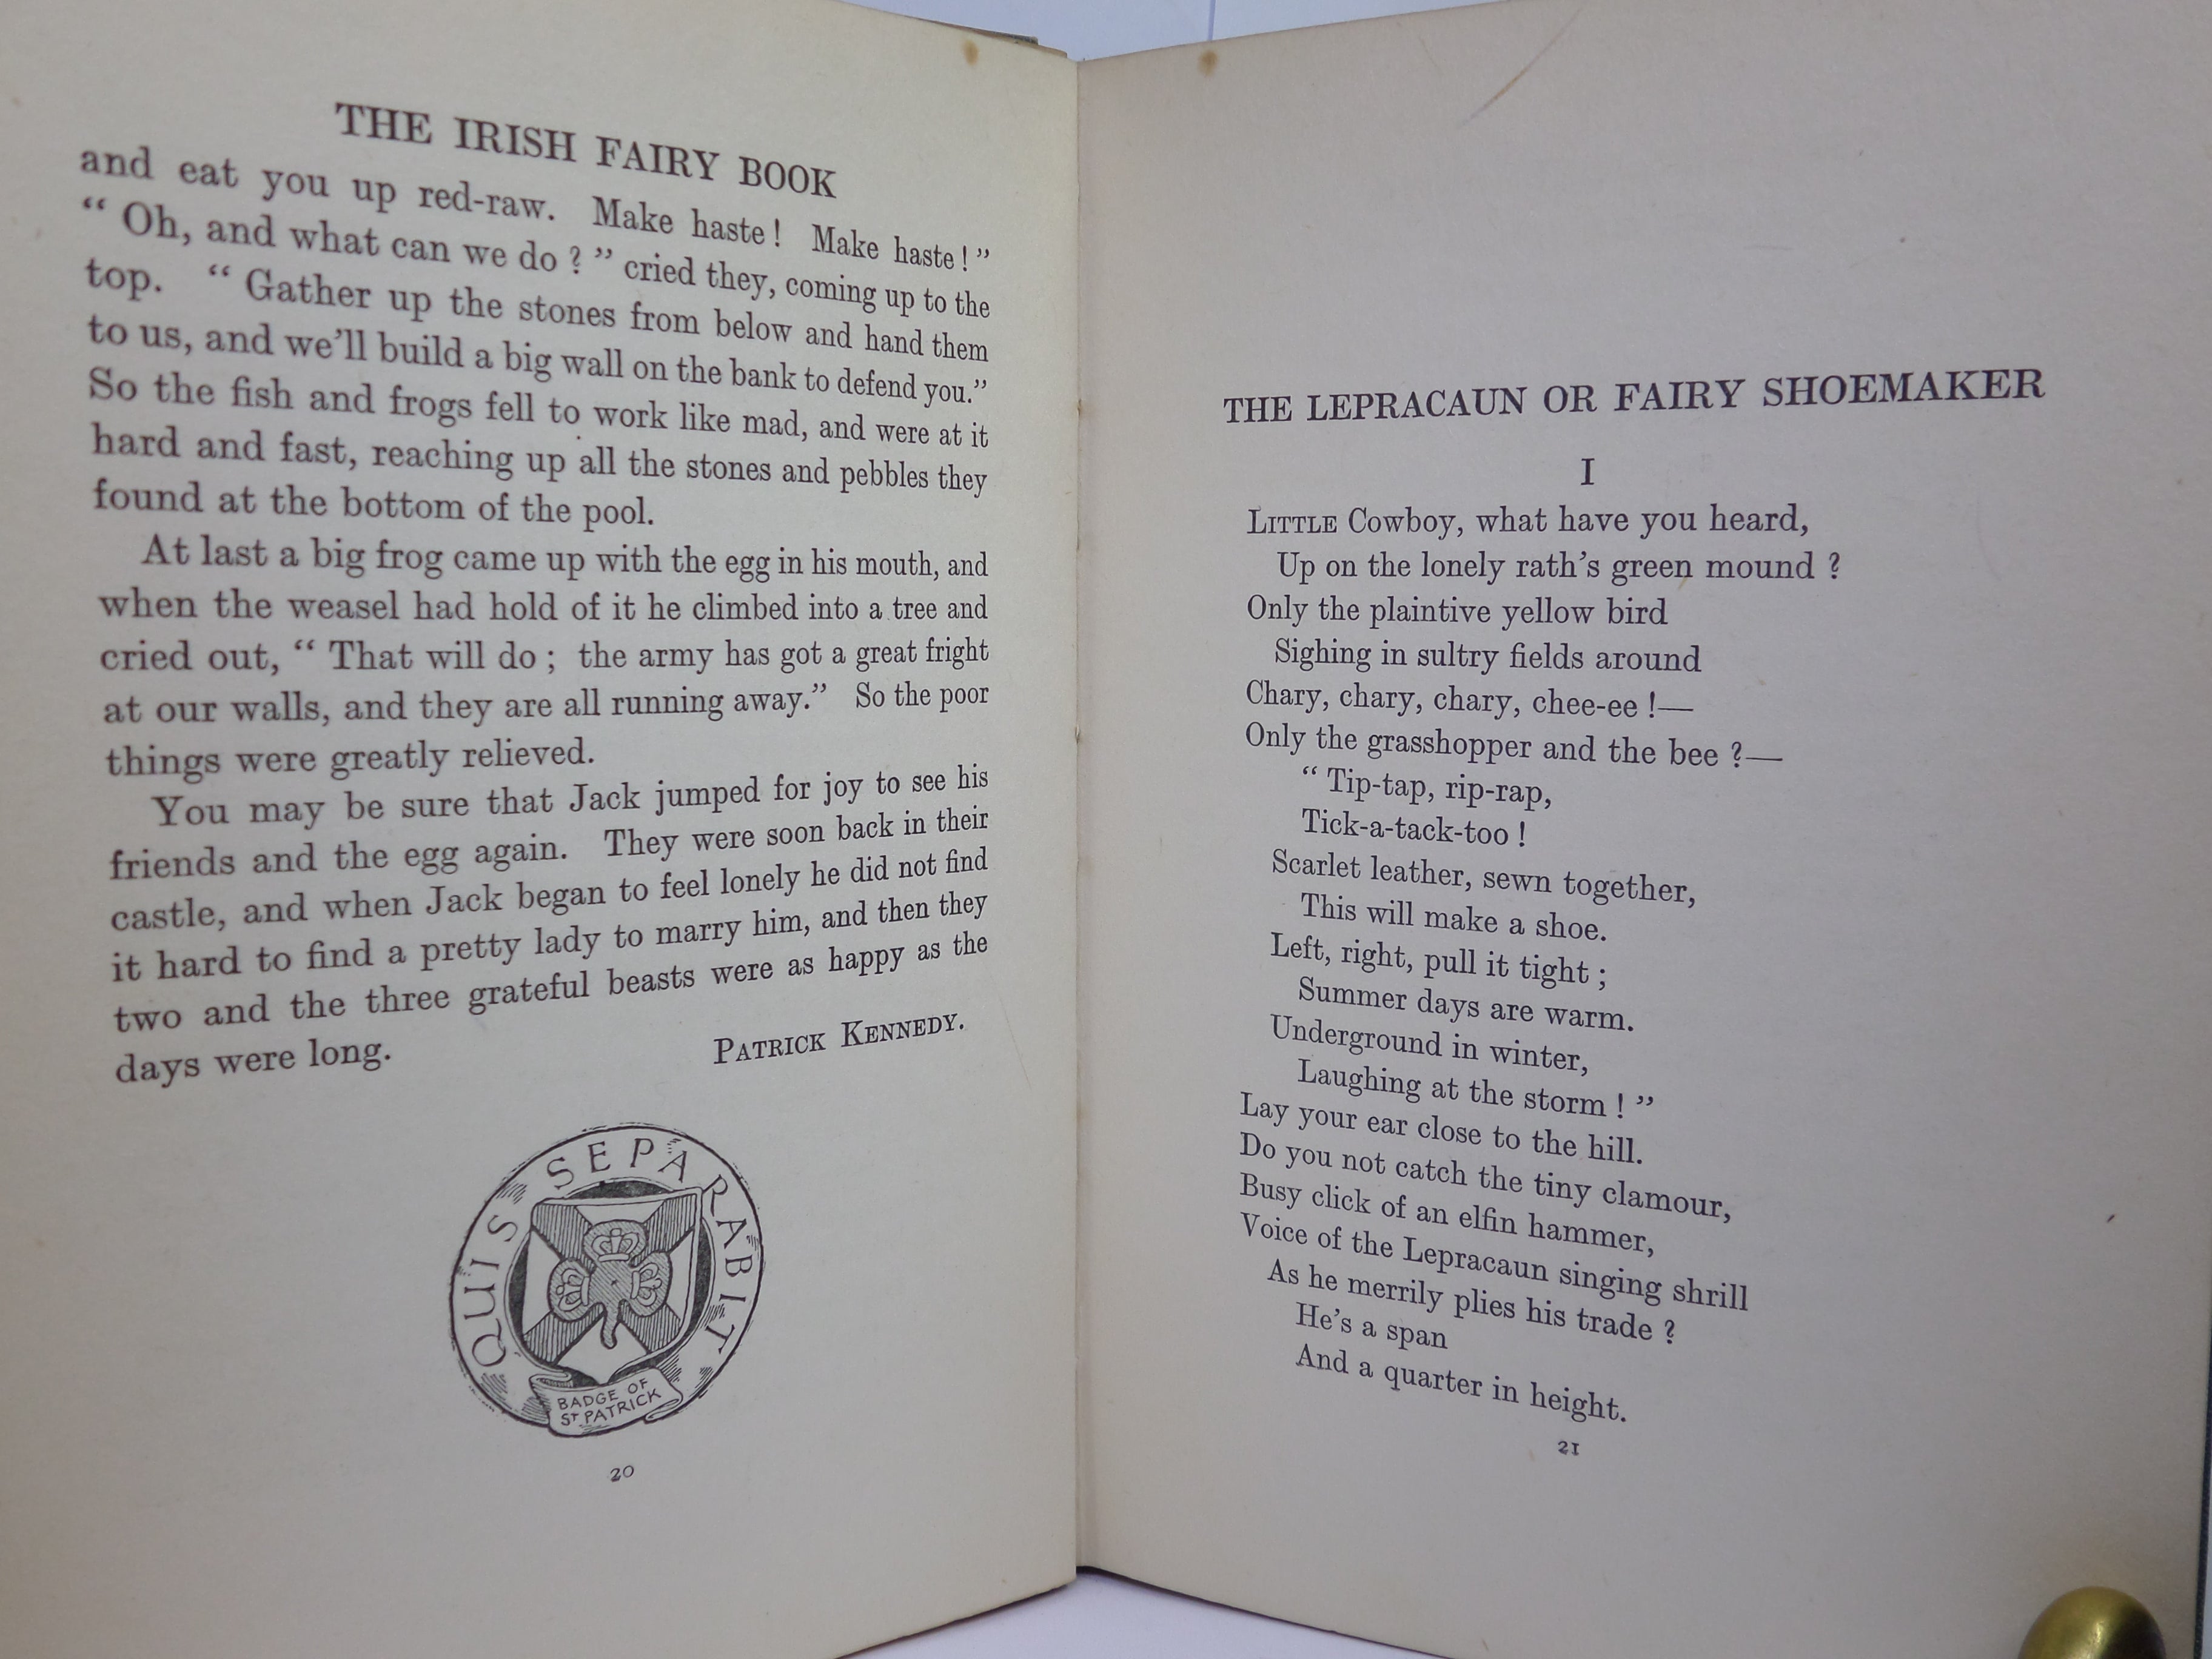 THE IRISH FAIRY BOOK
and eat you up red-raw. Make haste! Make haste!”
“Oh, and what can we do?” cried they, coming up to the
top. “Gather up the stones from below and hand them
to us, and we’ll build a big wall on the bank to defend you.”
So the fish and frogs fell to work like mad, and were at it
hard and fast, reaching up all the stones and pebbles they
found at the bottom of the pool.
At last a big frog came up with the egg in his mouth, and
when the weasel had hold of it he climbed into a tree and
cried out, “That will do; the army has got a great fright
at our walls, and they are all running away.” So the poor
things were greatly relieved.
You may be sure that Jack jumped for joy to see his
friends and the egg again. They were soon back in their
castle, and when Jack began to feel lonely he did not find
it hard to find a pretty lady to marry him, and then they
two and the three grateful beasts were as happy as the
days were long.
PATRICK KENNEDY.
QUIS SEPARABIT
BADGE OF
ST PATRICK
20
THE LEPRACAUN OR FAIRY SHOEMAKER
I
LITTLE Cowboy, what have you heard,
Up on the lonely rath’s green mound?
Only the plaintive yellow bird
Sighing in sultry fields around
Chary, chary, chary, chee-ee!—
Only the grasshopper and the bee?—
“Tip-tap, rip-rap,
Tick-a-tack-too!
Scarlet leather, sewn together,
This will make a shoe.
Left, right, pull it tight;
Summer days are warm.
Underground in winter,
Laughing at the storm!”
Lay your ear close to the hill.
Do you not catch the tiny clamour,
Busy click of an elfin hammer,
Voice of the Lepracaun singing shrill
As he merrily plies his trade?
He’s a span
And a quarter in height.
21